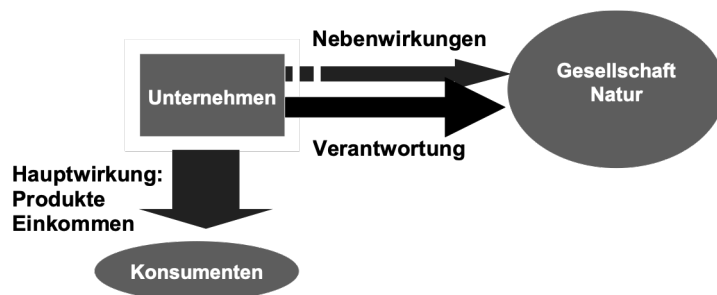 Nebenwirkungen
Gesellschaft
Natur
Unternehmen
Verantwortung
Hauptwirkung:
Produkte
Einkommen
Konsumenten